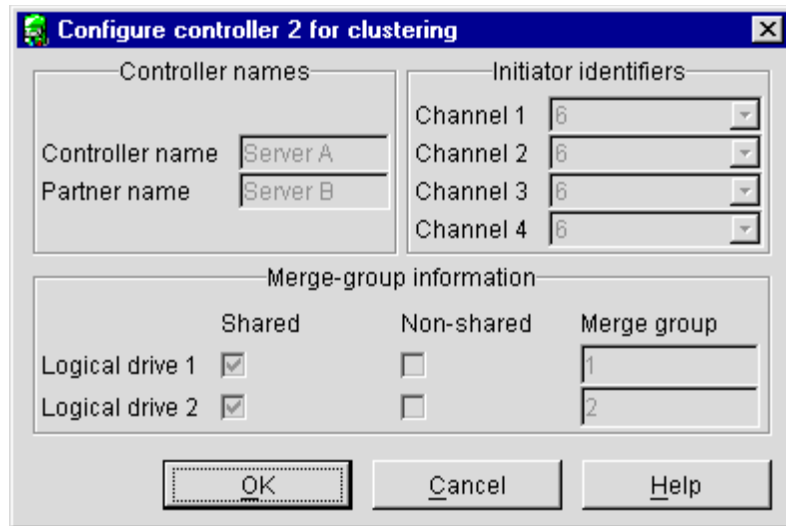 Configure controller 2 for clustering
Controller names
Controller name Server A
Partner name Server B
Initiator identifiers
Channel 1 6
Channel 2 6
Channel 3 6
Channel 4 6
Merge-group information
Shared Non-shared Merge group
Logical drive 1 1
Logical drive 2 2
OK Cancel Help